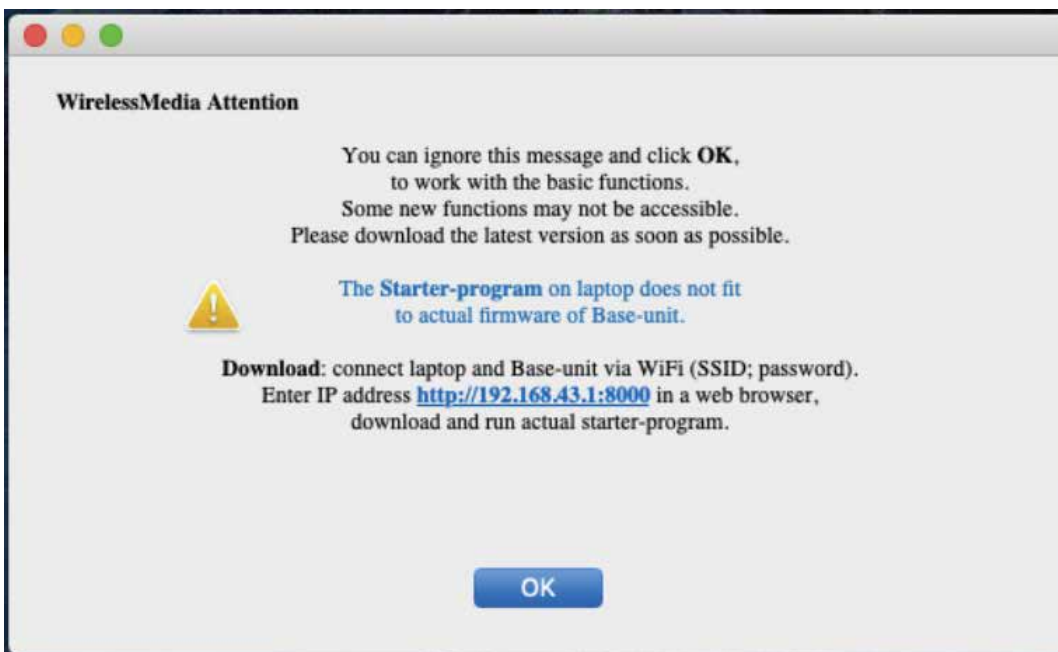 WirelessMedia Attention
You can ignore this message and click OK,
to work with the basic functions.
Some new functions may not be accessible.
Please download the latest version as soon as possible.
The Starter-program on laptop does not fit
to actual firmware of Base-unit.
Download: connect laptop and Base-unit via WiFi (SSID; password).
Enter IP address http://192.168.43.1:8000 in a web browser,
download and run actual starter-program.
OK